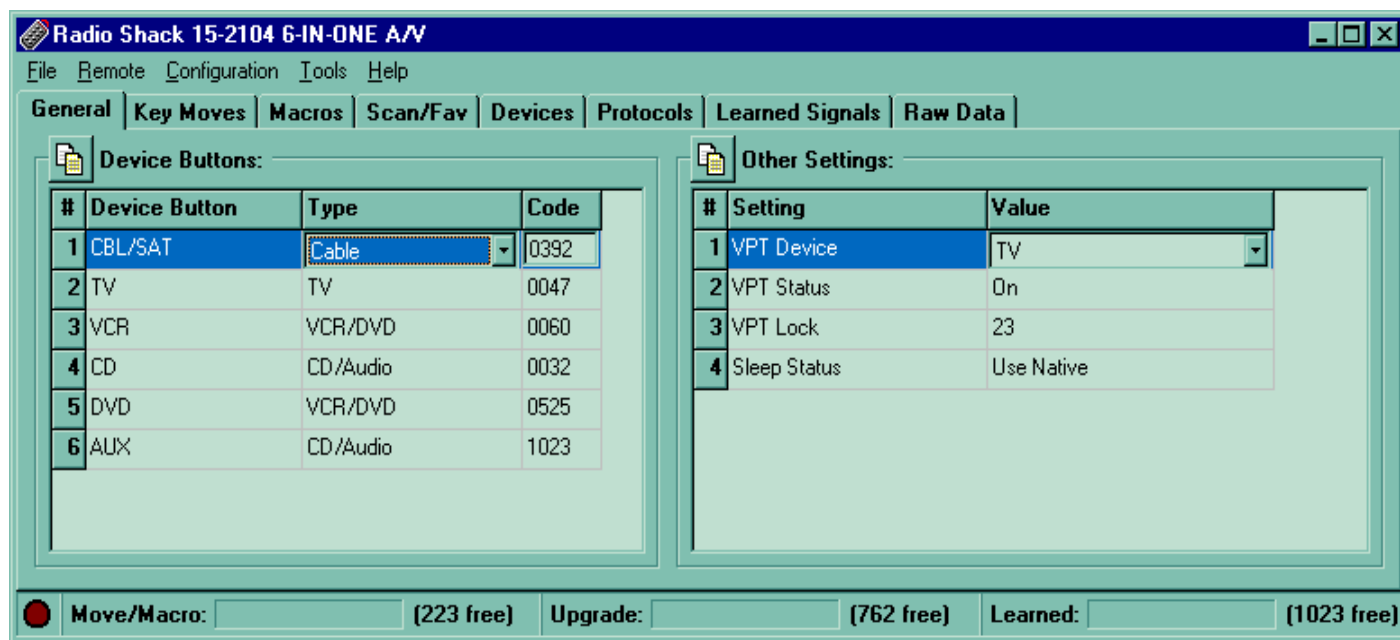 Radio Shack 15-2104 6-IN-ONE A/V
File Remote Configuration Tools Help
General Key Moves Macros Scan/Fav Devices Protocols Learned Signals Raw Data
Device Buttons:
# Device Button Type Code
1 CBL/SAT Cable 0392
2 TV TV 0047
3 VCR VCR/DVD 0060
4 CD CD/Audio 0032
5 DVD VCR/DVD 0525
6 AUX CD/Audio 1023
Other Settings:
# Setting Value
1 VPT Device TV
2 VPT Status On
3 VPT Lock 23
4 Sleep Status Use Native
Move/Macro: (223 free) Upgrade: (762 free) Learned: (1023 free)